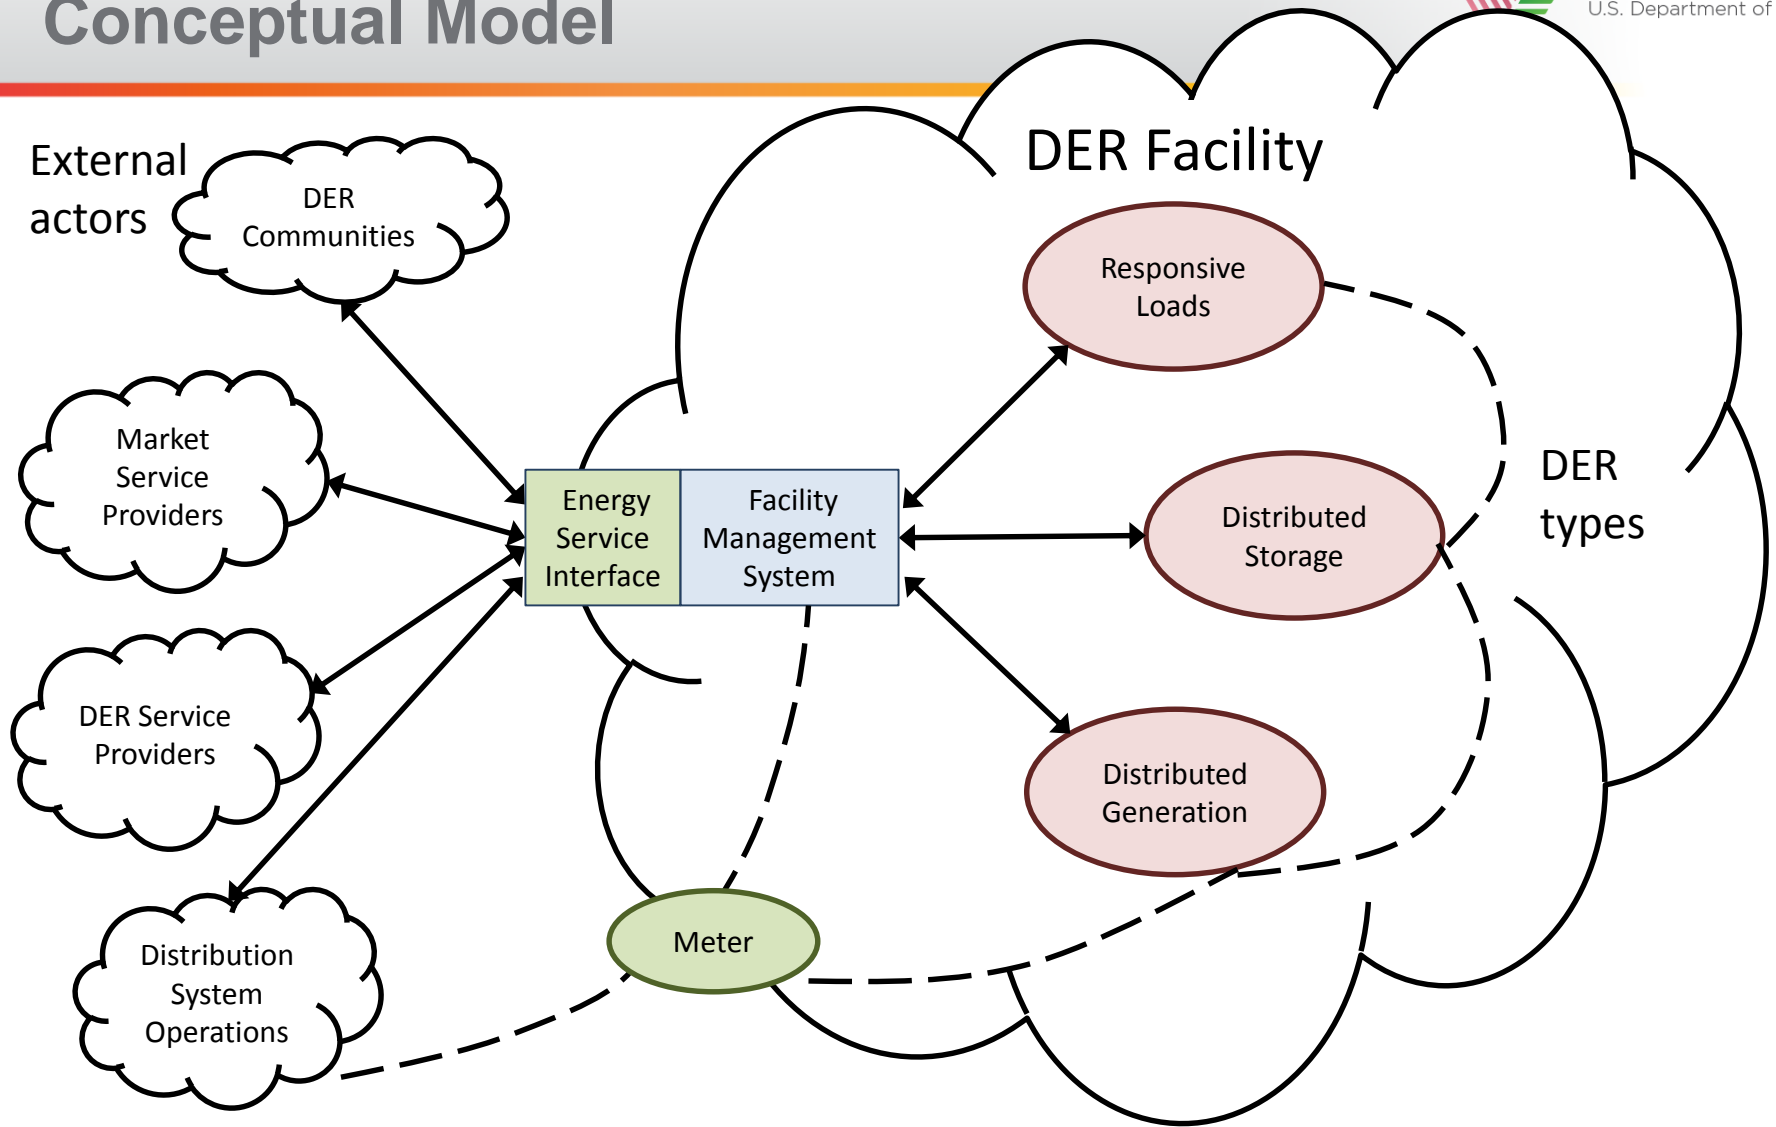 Conceptual Model
U.S. Department of
External
actors
DER
Communities
Market
Service
Providers
DER Service
Providers
Distribution
System
Operations
Energy
Service
Interface
Facility
Management
System
Meter
DER Facility
Responsive
Loads
Distributed
Storage
Distributed
Generation
DER
types